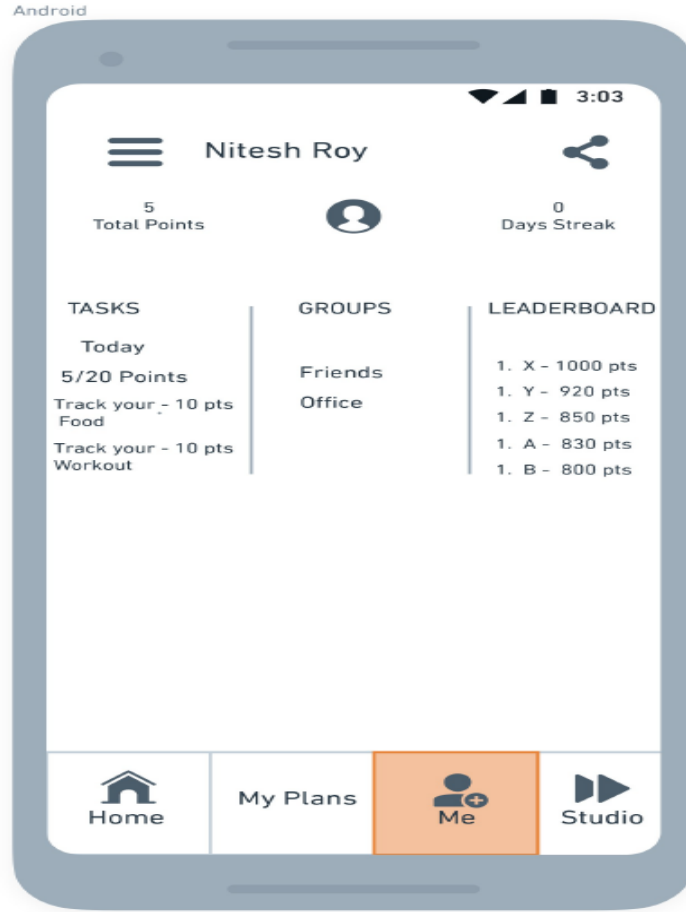 Android
3:03
Nitesh Roy
5
Total Points
0
Days Streak
TASKS
Today
5/20 Points
Track your - 10 pts
Food
Track your - 10 pts
Workout
GROUPS
Friends
Office
LEADERBOARD
1. X - 1000 pts
1. Y - 920 pts
1. Z - 850 pts
1. A - 830 pts
1. B - 800 pts
Home
My Plans
Me
Studio